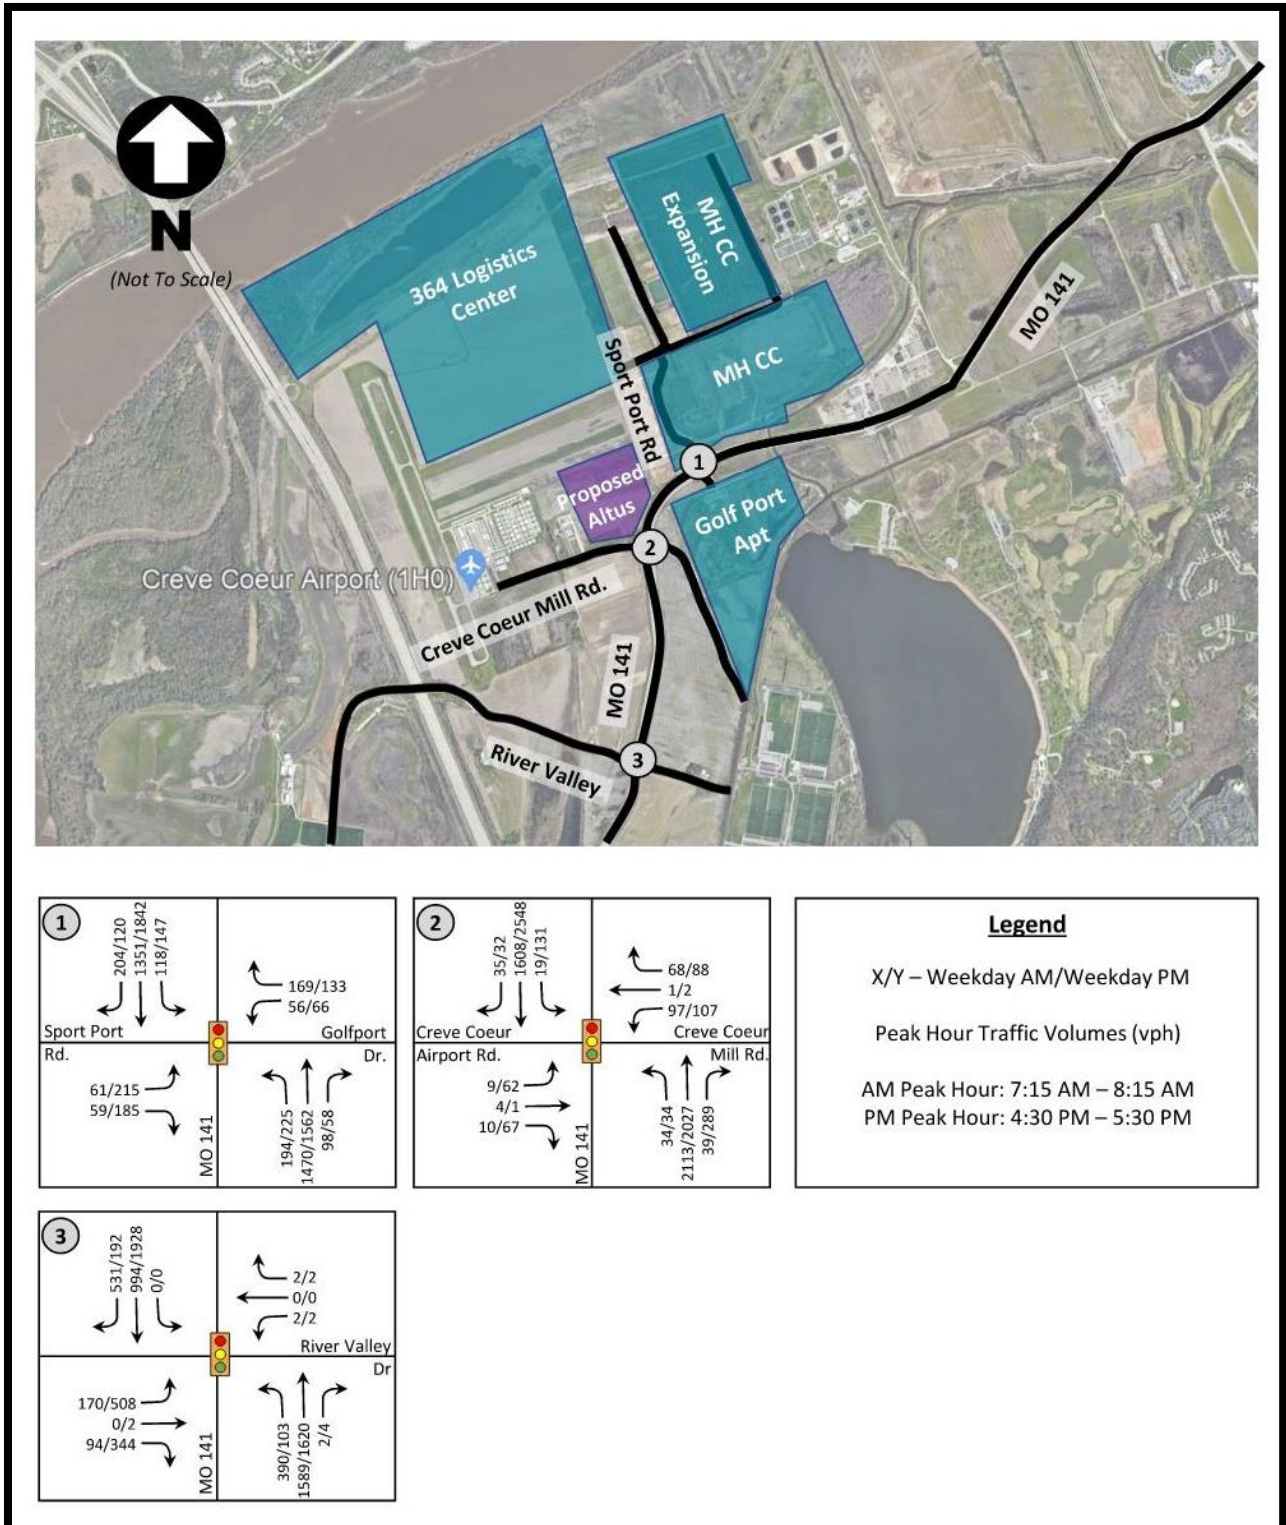 N
(Not To Scale)
364 Logistics
Center
MH CC
Expansion
MH CC
Sport Port Rd
MO 141
1
Proposed
Altus
Golf Port
Apt
2
Creve Coeur Airport (1H0)
Creve Coeur Mill Rd.
MO 141
3
River Valley
1
204/120
1351/1842
118/147
169/133
56/66
Sport Port
Rd.
Golfport
Dr.
61/215
59/185
MO 141
194/225
1470/1562
98/58
2
35/32
1608/2548
19/131
68/88
1/2
97/107
Creve Coeur
Airport Rd.
Creve Coeur
Mill Rd.
9/62
4/1
10/67
MO 141
34/34
2113/2027
39/289
Legend
X/Y – Weekday AM/Weekday PM
Peak Hour Traffic Volumes (vph)
AM Peak Hour: 7:15 AM – 8:15 AM
PM Peak Hour: 4:30 PM – 5:30 PM
3
531/192
994/1928
0/0
2/2
0/0
2/2
River Valley
Dr
170/508
0/2
94/344
MO 141
390/103
1589/1620
2/4